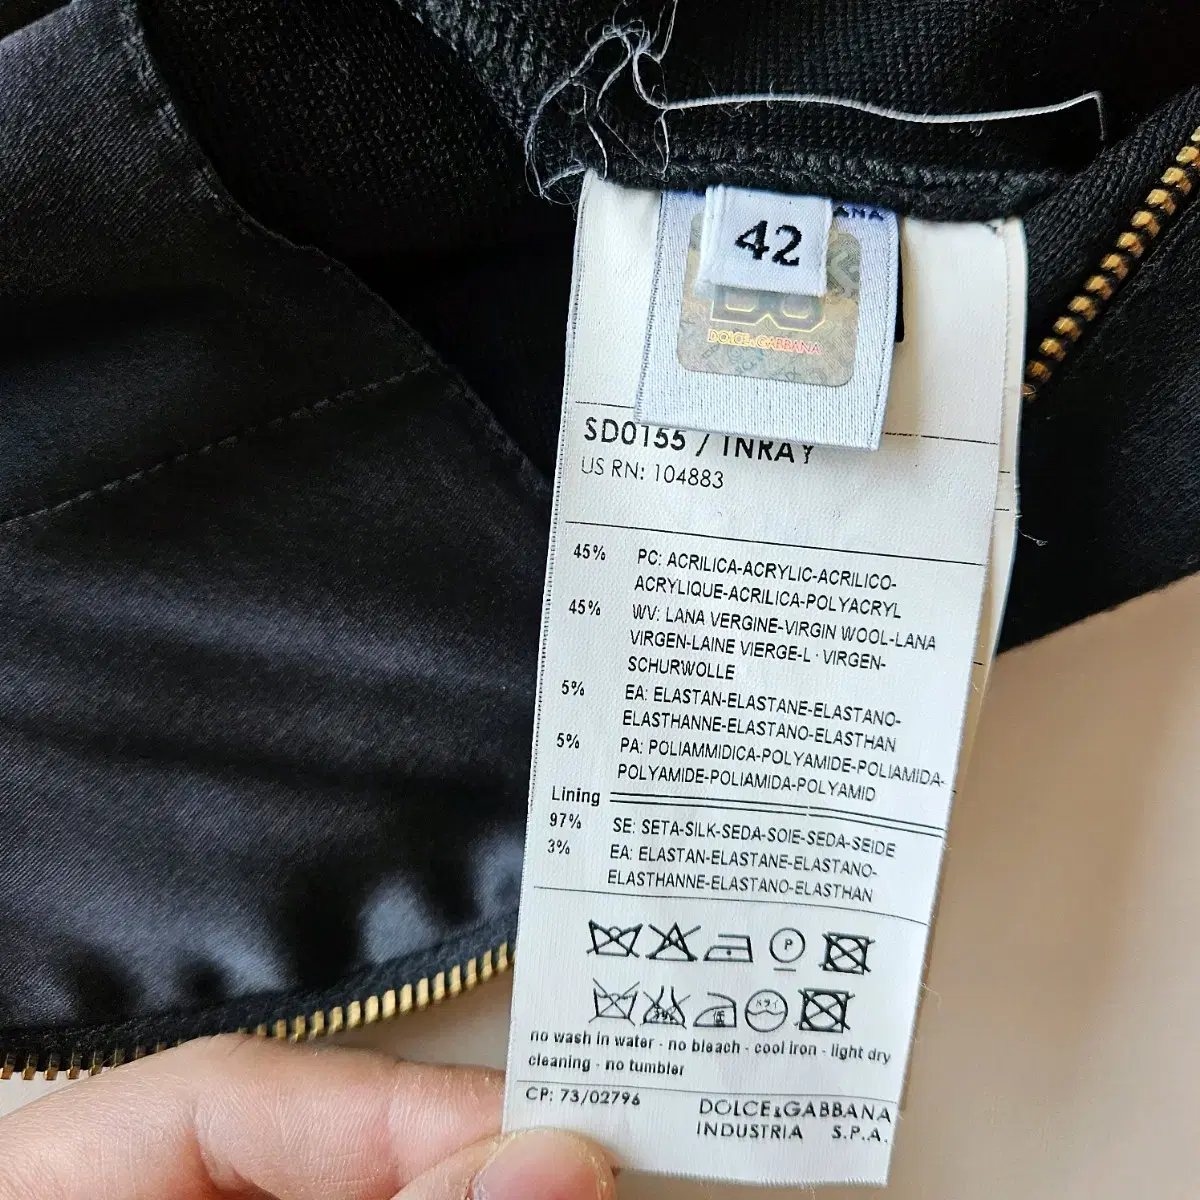 42
DOLCE&GABBANA
SD0155 / INRAY
US RN: 104883
45% PC: ACRILICA-ACRYLIC-ACRILICO-
ACRYLIQUE-ACRILICA-POLYACRYL
45% WV: LANA VERGINE-VIRGIN WOOL-LANA
VIRGEN-LAINE VIERGE-L· VIRGEN-
SCHURWOLLE
5% EA: ELASTAN-ELASTANE-ELASTANO-
ELASTHANNE-ELASTANO-ELASTHAN
5% PA: POLIAMMIDICA-POLYAMIDE-POLIAMIDA-
POLYAMIDE-POLIAMIDA-POLYAMID
Lining
97% SE: SETA-SILK-SEDA-SOIE-SEDA-SEIDE
3% EA: ELASTAN-ELASTANE-ELASTANO-
ELASTHANNE-ELASTANO-ELASTHAN
P
no wash in water - no bleach - cool iron - light dry
cleaning - no tumbler
CP: 73/02796
DOLCE&GABBANA
INDUSTRIA S.P.A.